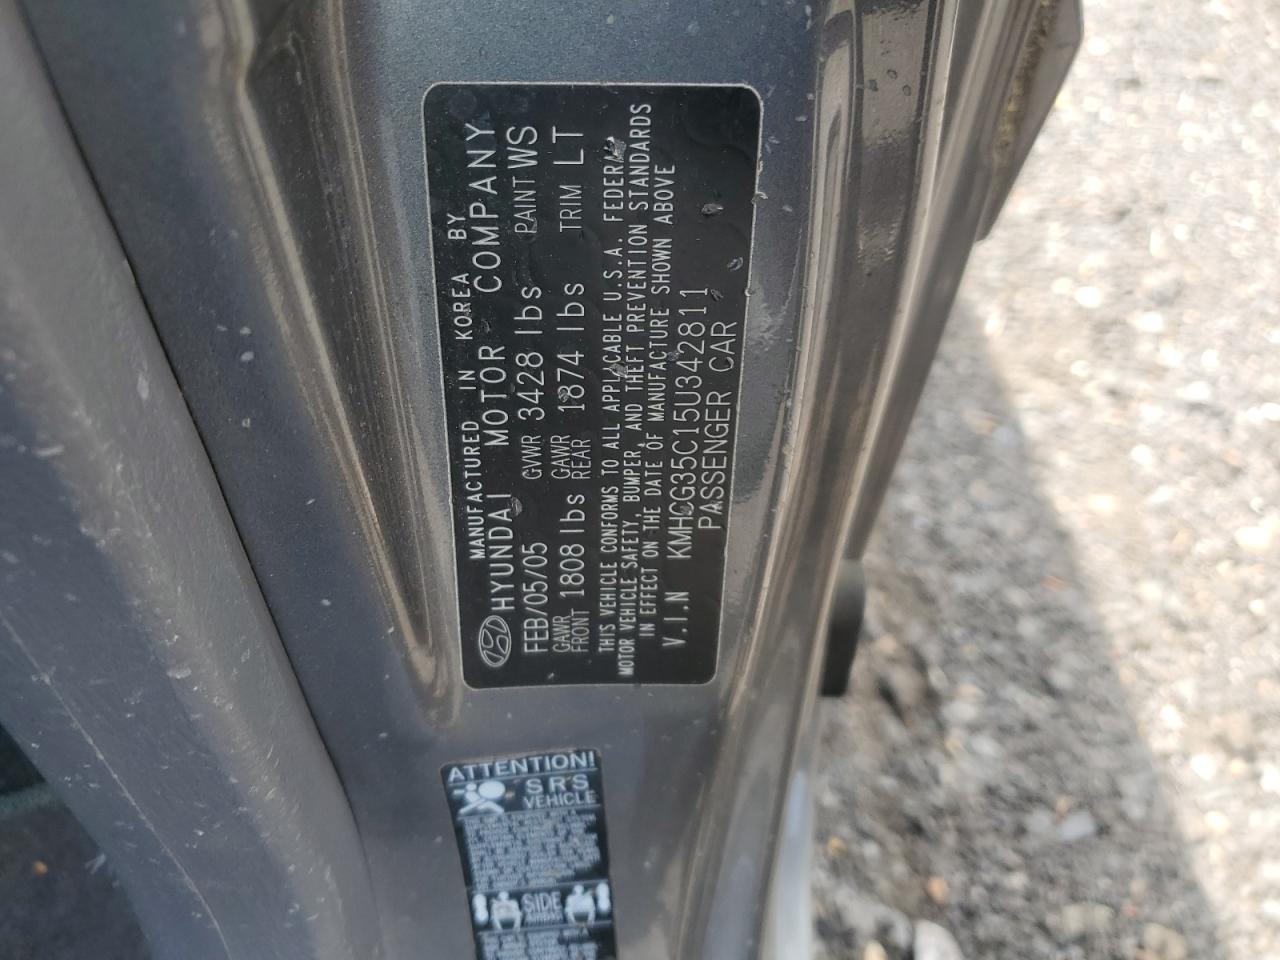 MANUFACTURED IN KOREA BY
HYUNDAI MOTOR COMPANY
FEB/05/05 GVWR 3428 lbs PAINT WS
GAWR FRONT 1808 lbs GAWR REAR 1874 lbs TRIM LT
THIS VEHICLE CONFORMS TO ALL APPLICABLE U.S.A. FEDERAL
MOTOR VEHICLE SAFETY, BUMPER, AND THEFT PREVENTION STANDARDS
IN EFFECT ON THE DATE OF MANUFACTURE SHOWN ABOVE
V.I.N KMHCG35C15U342811
PASSENGER CAR
ATTENTION!
SRS
VEHICLE
SIDE